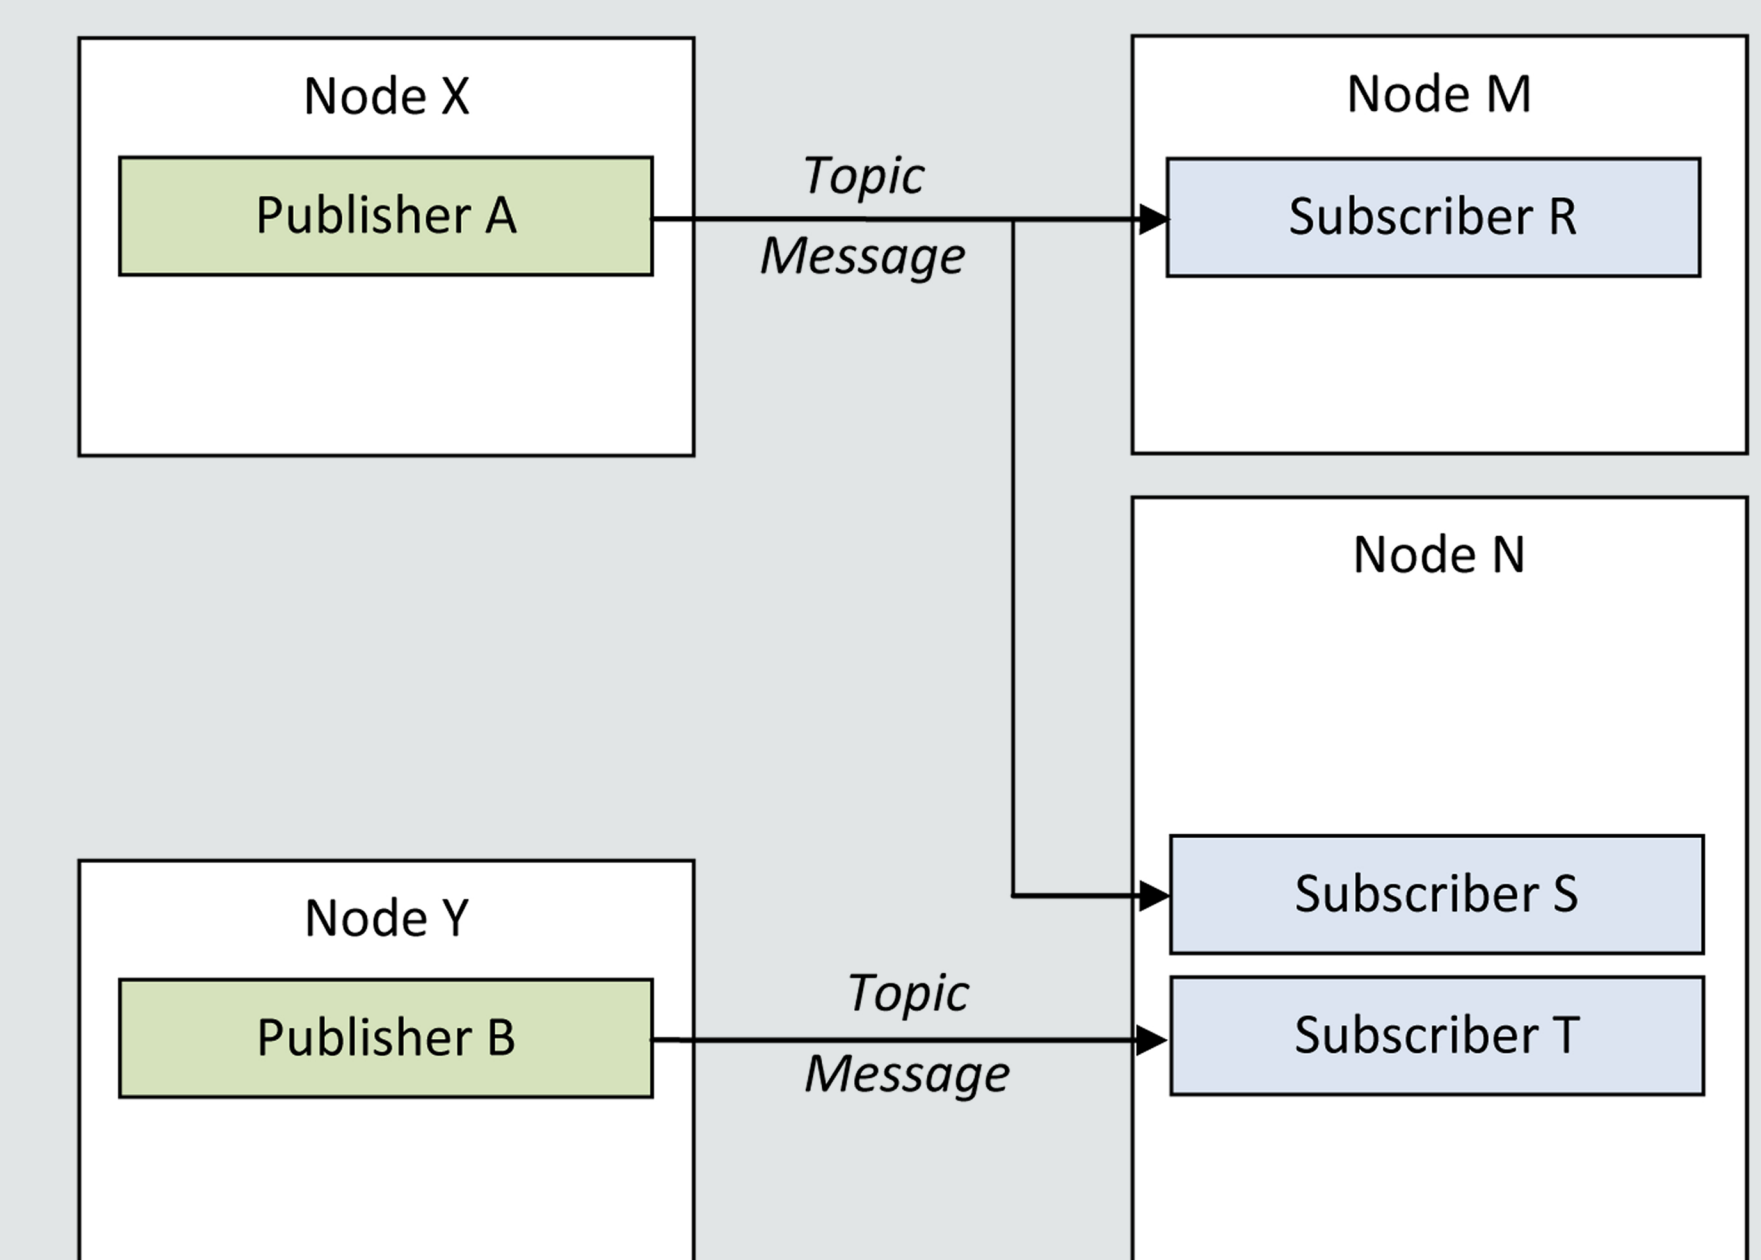 Node X
Publisher A
Topic
Message
Node M
Subscriber R
Node N
Subscriber S
Subscriber T
Node Y
Publisher B
Topic
Message